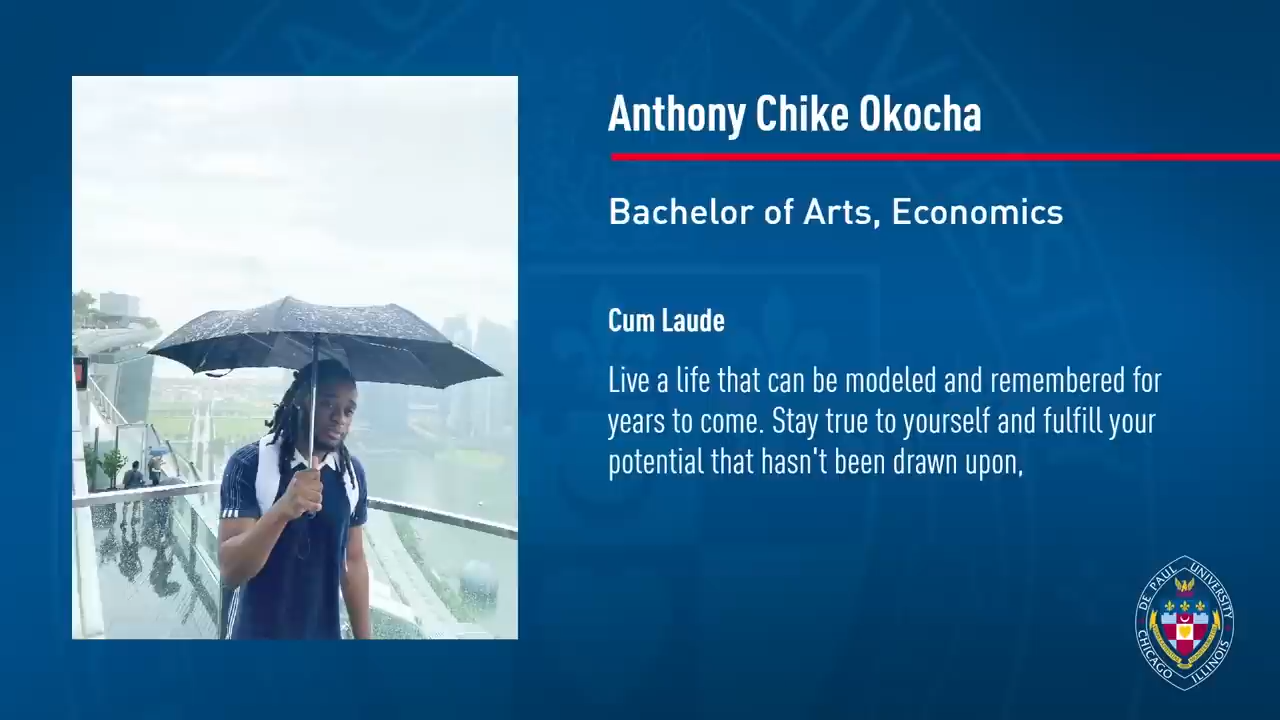 Anthony Chike Okocha
Bachelor of Arts, Economics
Cum Laude
Live a life that can be modeled and remembered for
years to come. Stay true to yourself and fulfill your
potential that hasn't been drawn upon,
DE PAUL UNIVERSITY
CHICAGO ILLINOIS